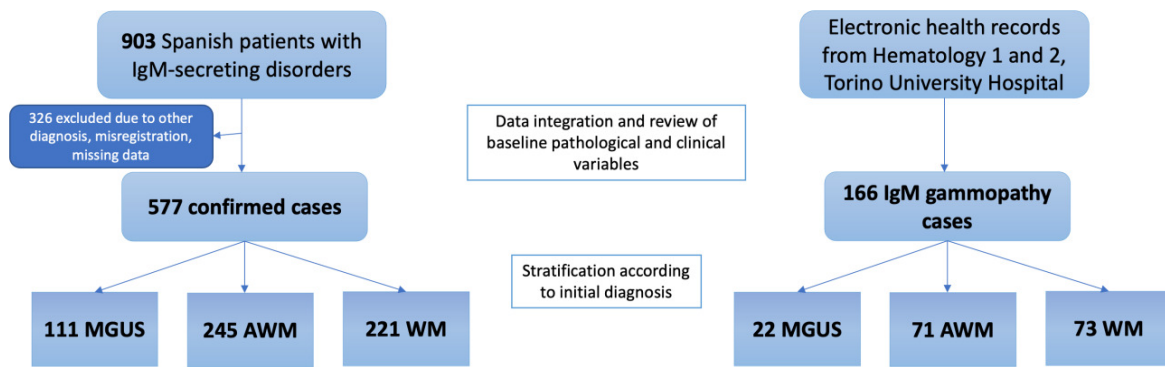 903 Spanish patients with
IgM-secreting disorders
326 excluded due to other
diagnosis, misregistration,
missing data
577 confirmed cases
111 MGUS
245 AWM
221 WM
Data integration and review of
baseline pathological and clinical
variables
Stratification according
to initial diagnosis
Electronic health records
from Hematology 1 and 2,
Torino University Hospital
166 IgM gammopathy
cases
22 MGUS
71 AWM
73 WM